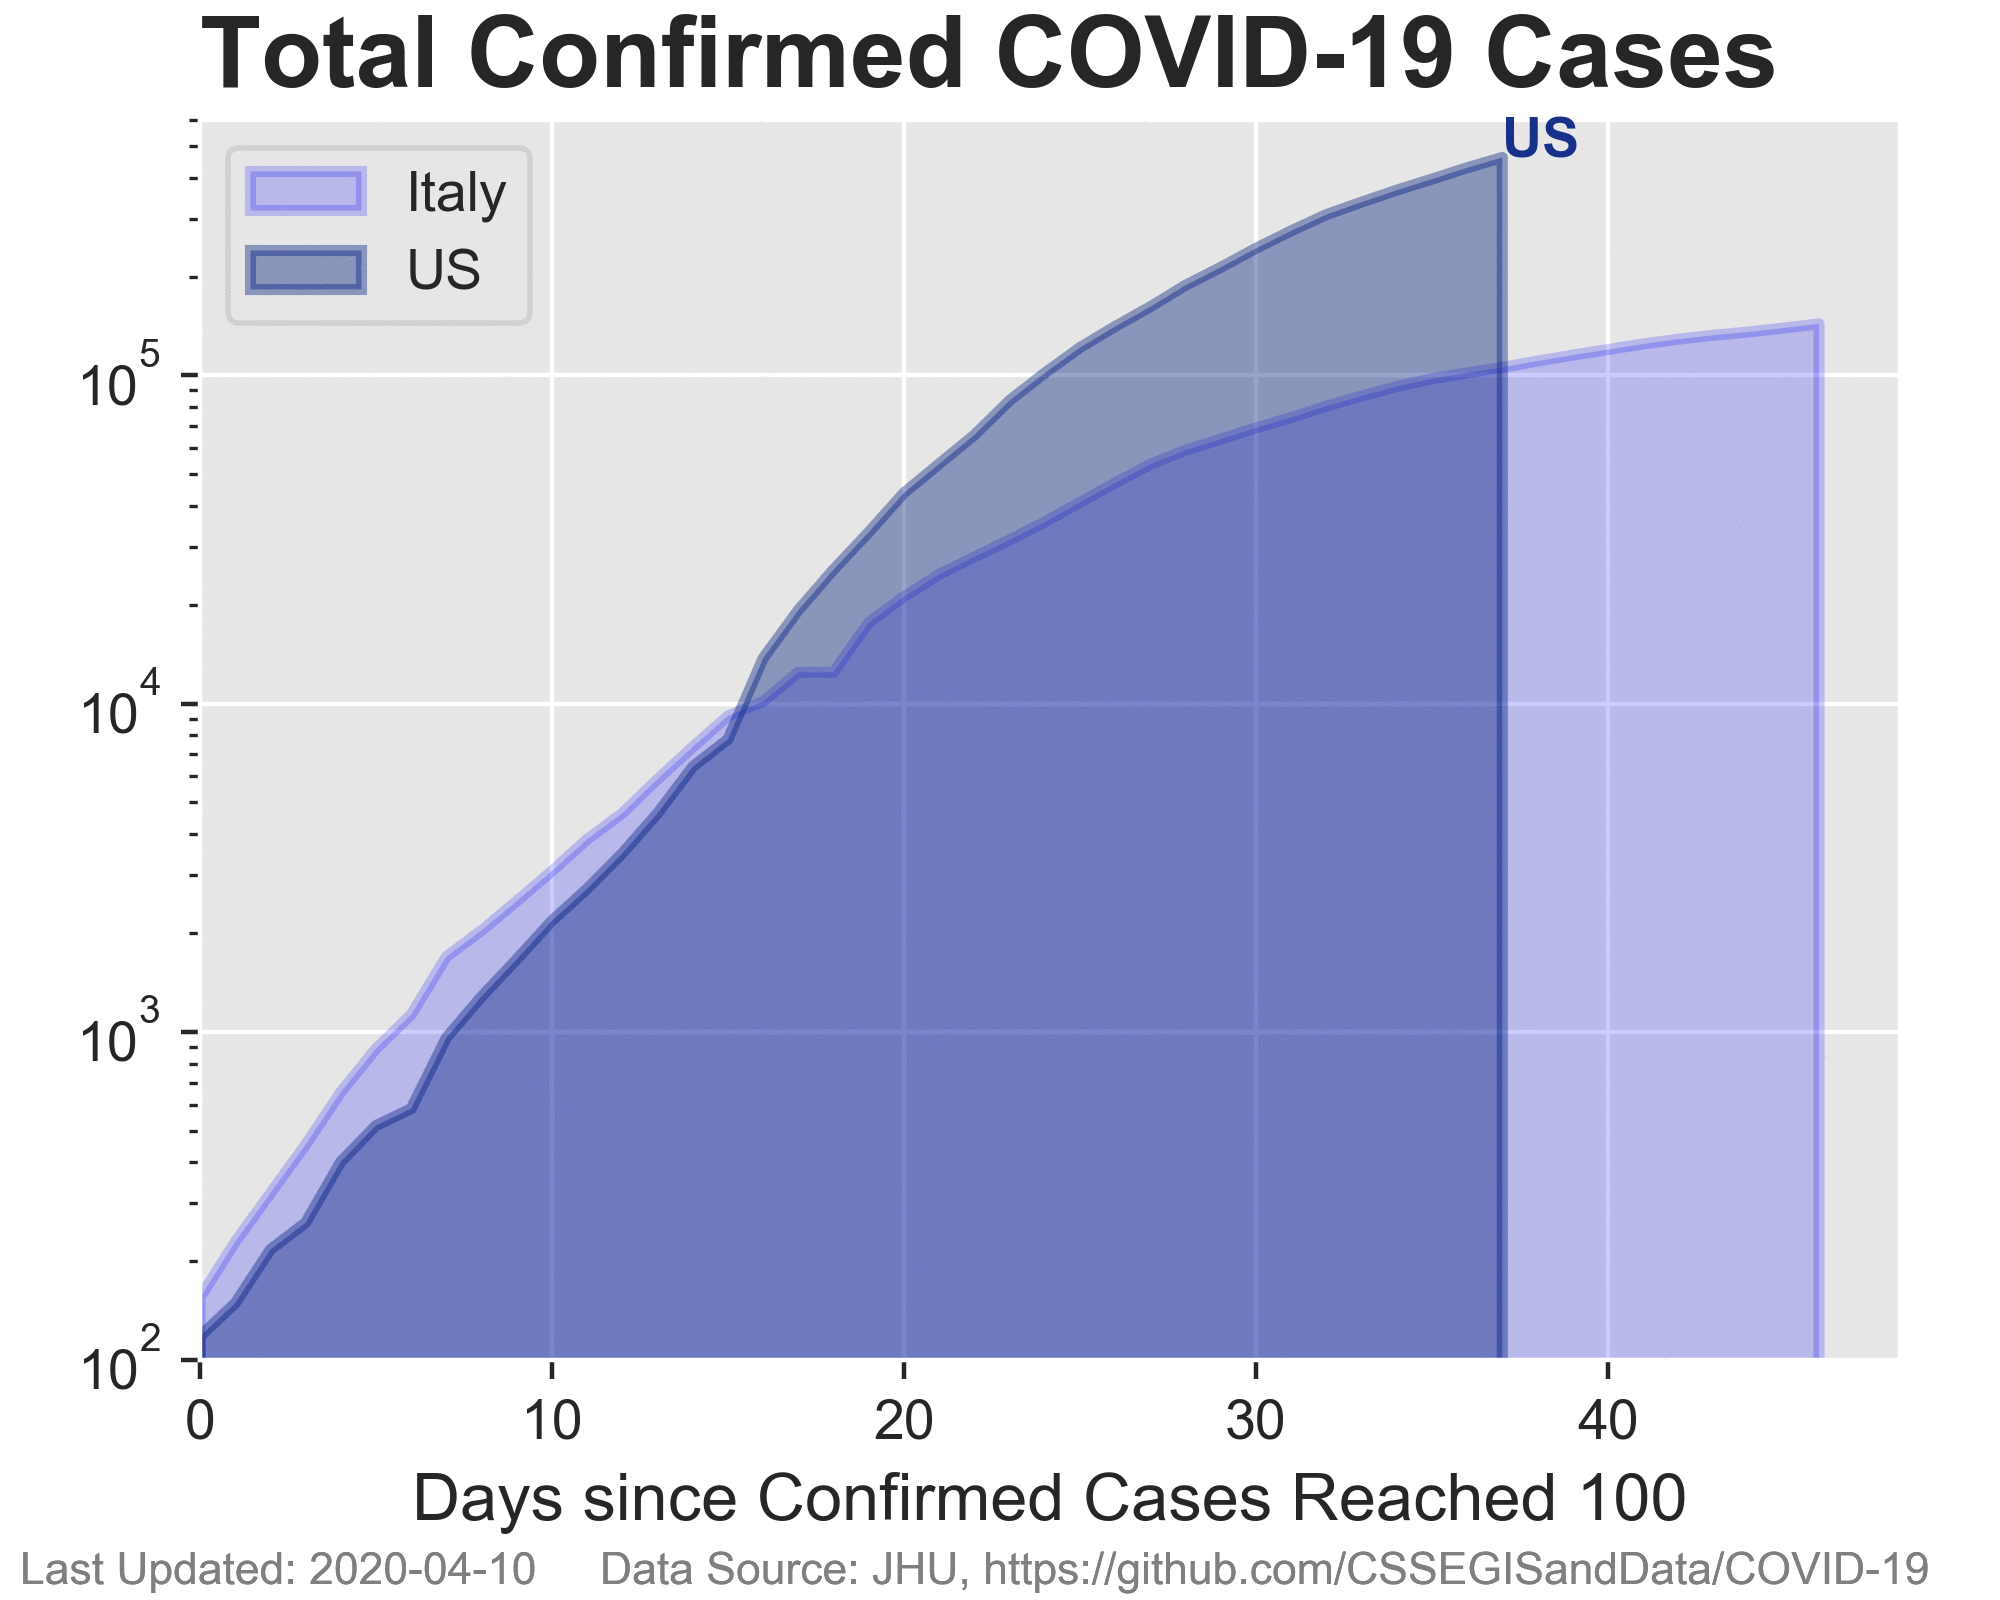 Total Confirmed COVID-19 Cases
US
Italy
US
10^5
10^4
10^3
10^2
0 10 20 30 40
Days since Confirmed Cases Reached 100
Last Updated: 2020-04-10 Data Source: JHU, https://github.com/CSSEGISandData/COVID-19